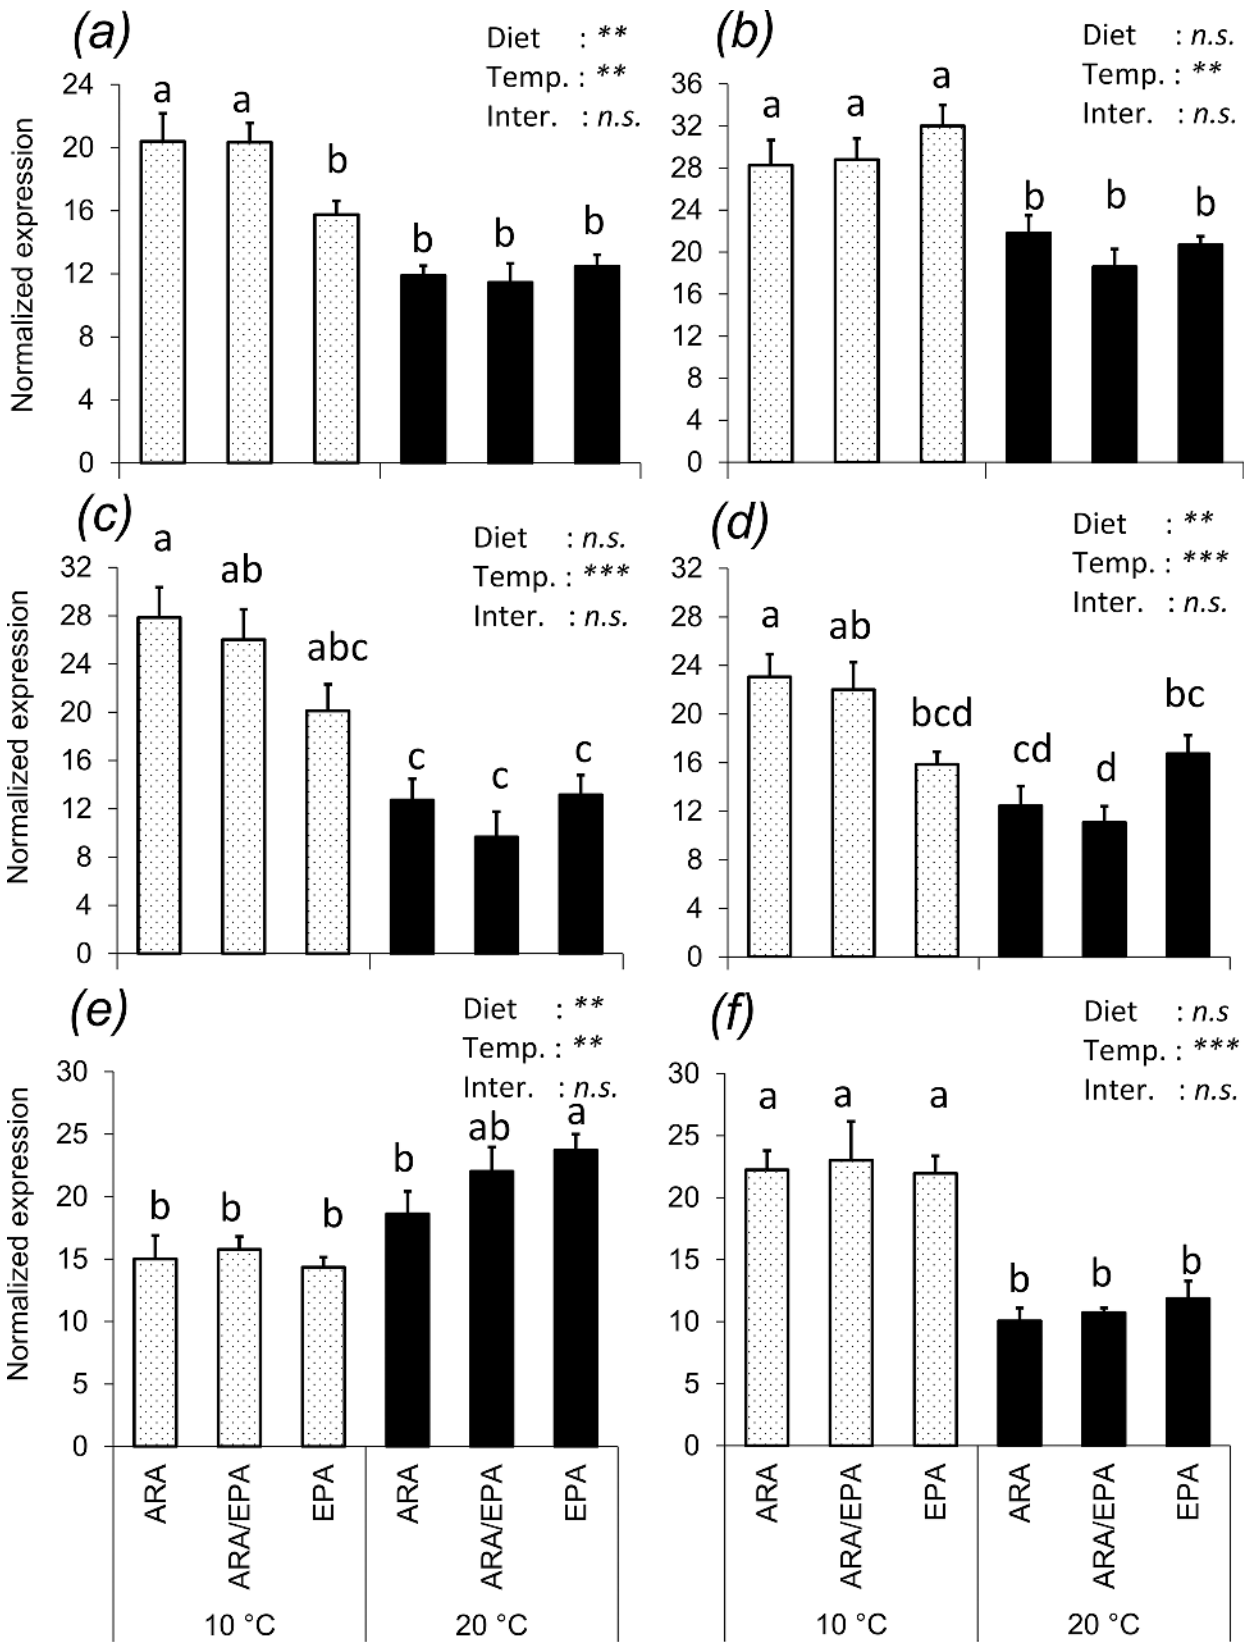 (a)
Diet : **
Temp. : **
Inter. : n.s.
Normalized expression
24
20
16
12
8
4
0
a a b b b b
(b)
Diet : n.s.
Temp. : **
Inter. : n.s.
36
32
28
24
20
16
12
8
4
0
a a a b b b
(c)
Diet : n.s.
Temp. : ***
Inter. : n.s.
Normalized expression
32
28
24
20
16
12
8
4
0
a ab abc c c c
(d)
Diet : **
Temp. : ***
Inter. : n.s.
32
28
24
20
16
12
8
4
0
a ab bcd cd d bc
(e)
Diet : **
Temp. : **
Inter. : n.s.
Normalized expression
30
25
20
15
10
5
0
b b b b ab a
ARA ARA/EPA EPA ARA ARA/EPA EPA
10 °C 20 °C
(f)
Diet : n.s
Temp. : ***
Inter. : n.s.
30
25
20
15
10
5
0
a a a b b b
ARA ARA/EPA EPA ARA ARA/EPA EPA
10 °C 20 °C